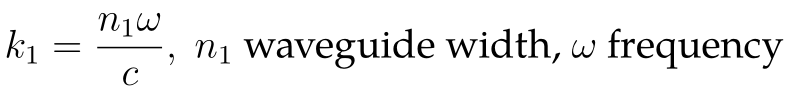 k₁ = n₁ω/c, n₁ waveguide width, ω frequency